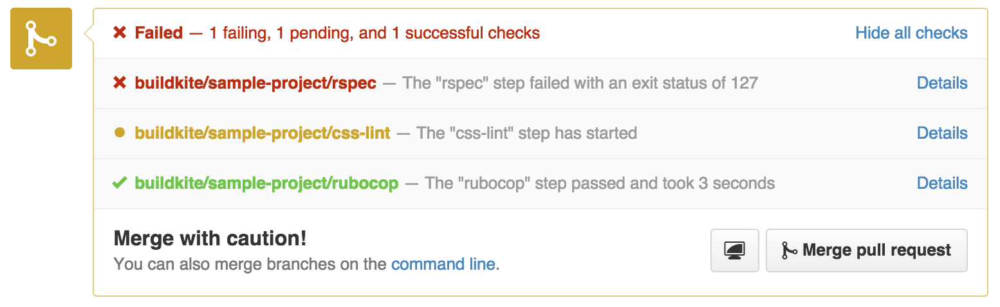 Failed — 1 failing, 1 pending, and 1 successful checks Hide all checks
buildkite/sample-project/rspec — The "rspec" step failed with an exit status of 127 Details
buildkite/sample-project/css-lint — The "css-lint" step has started Details
buildkite/sample-project/rubocop — The "rubocop" step passed and took 3 seconds Details
Merge with caution!
You can also merge branches on the command line.
Merge pull request